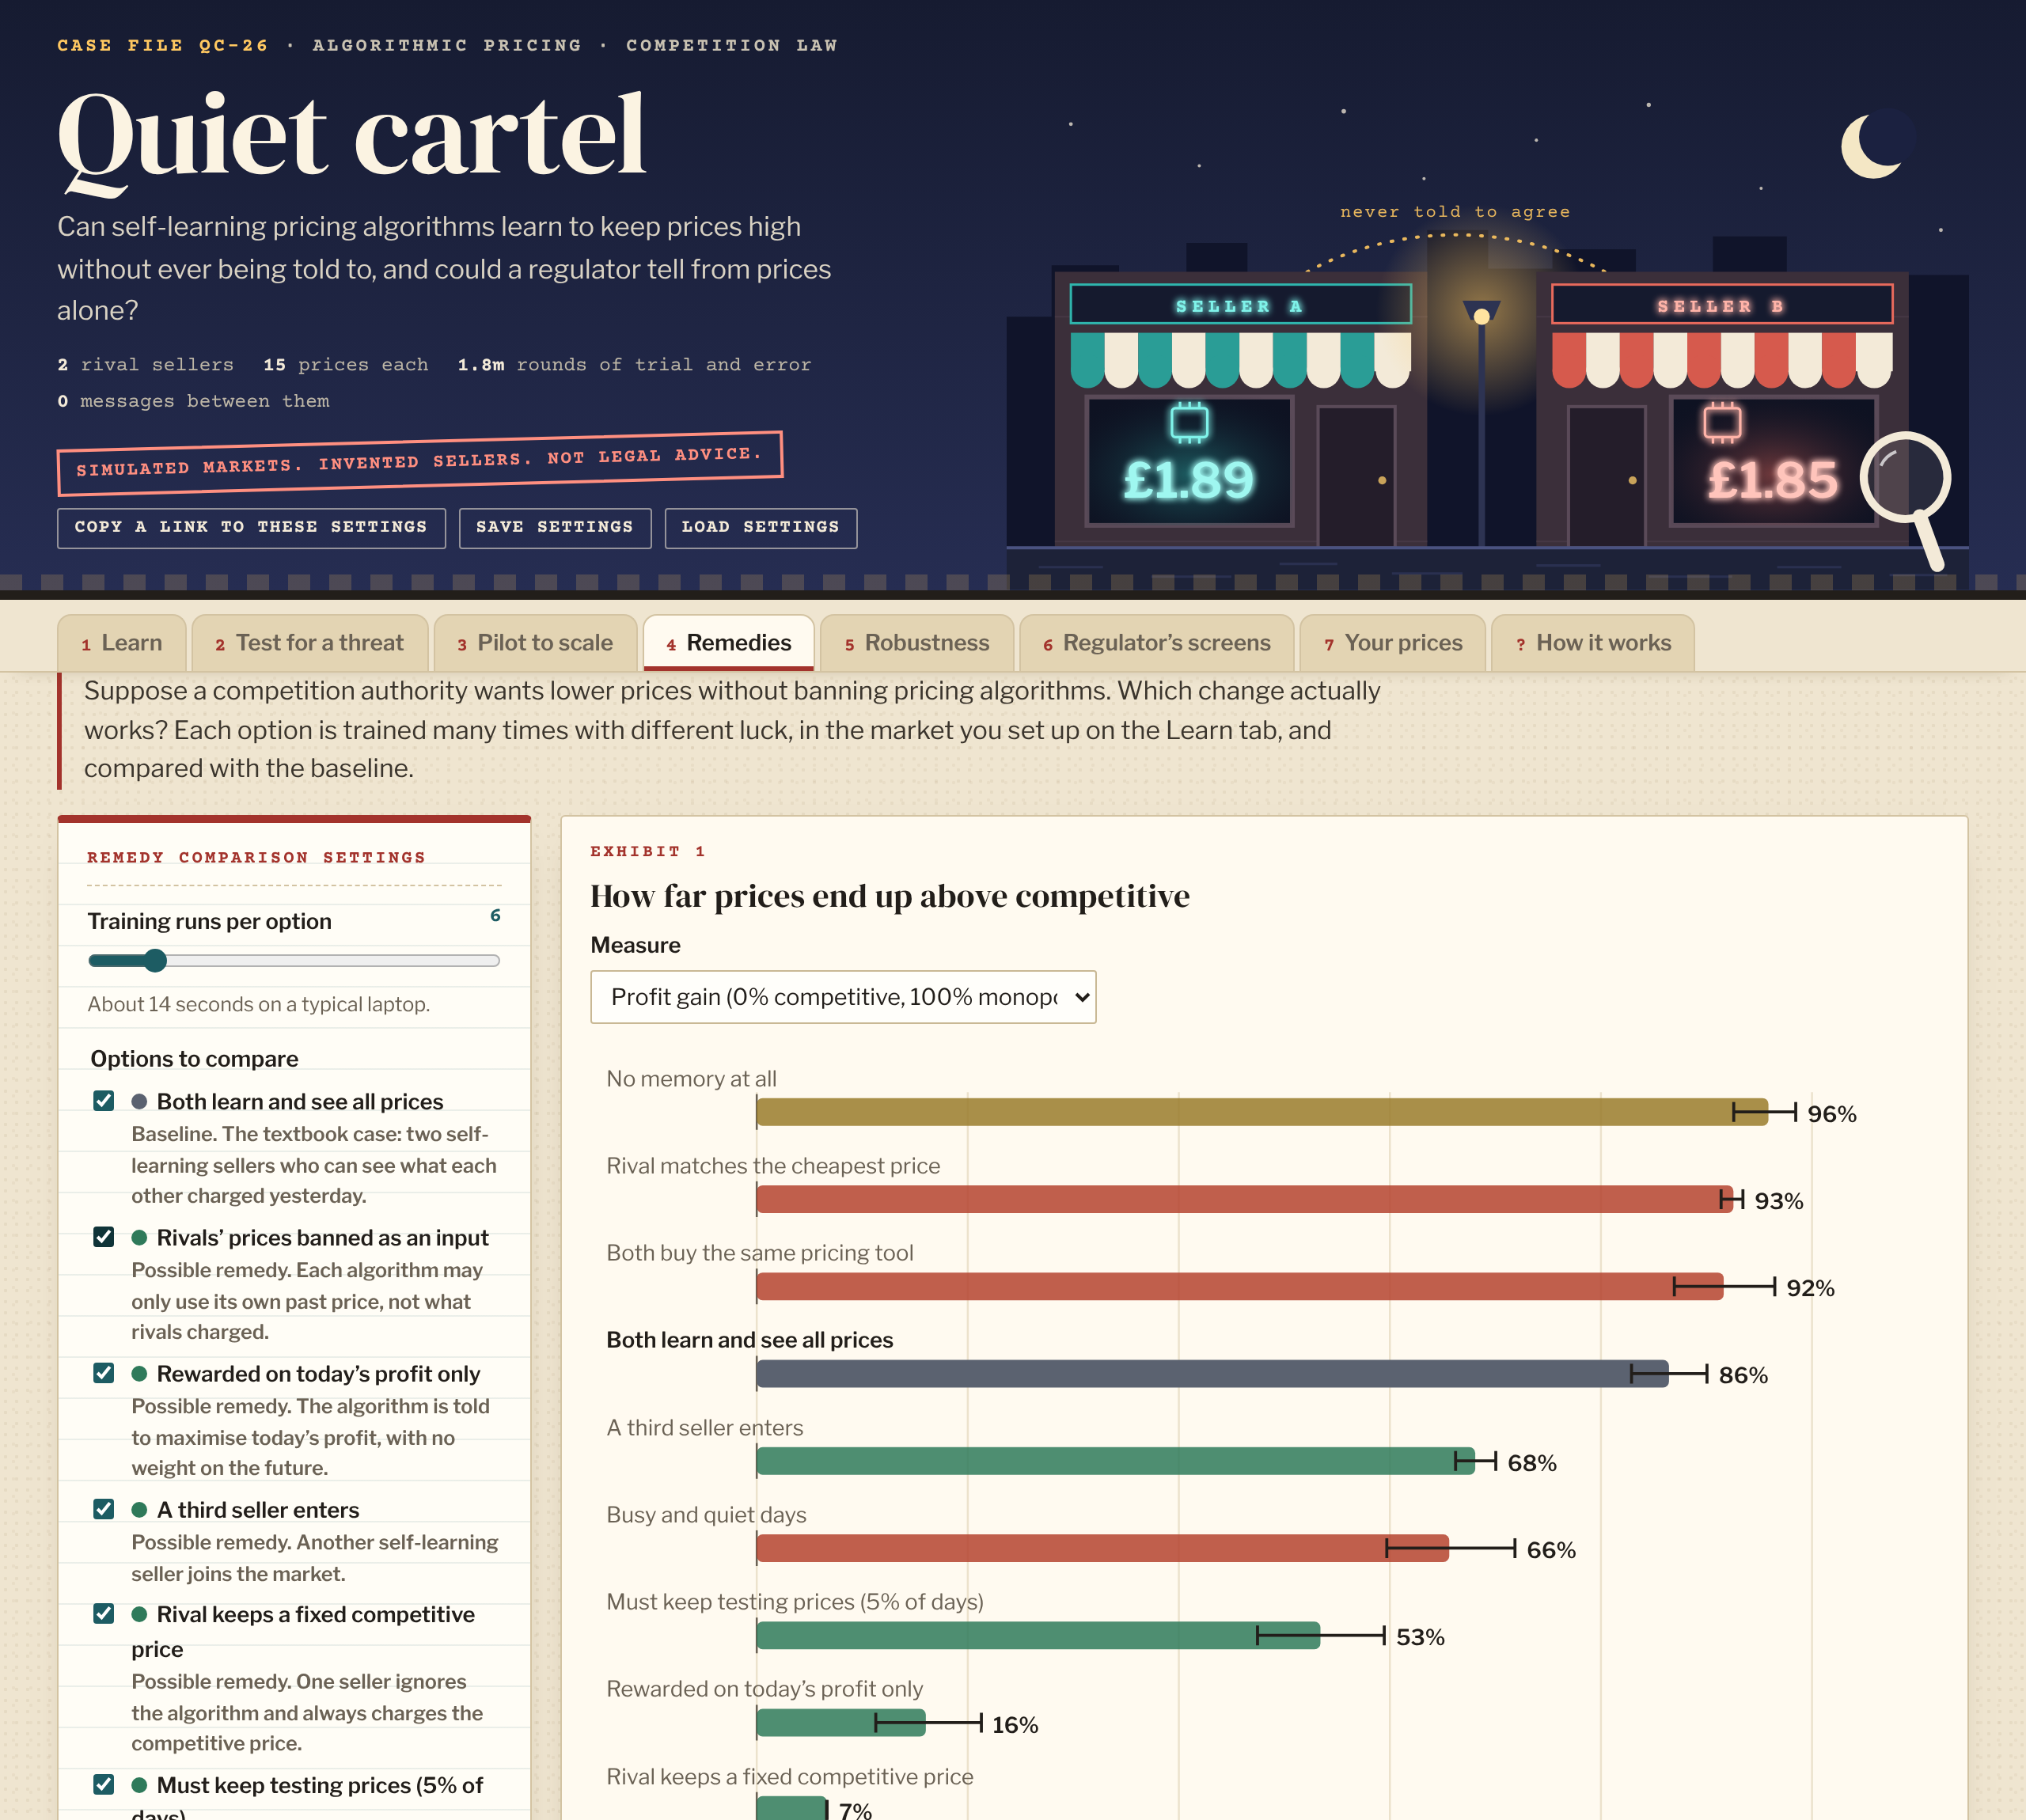 CASE FILE QC-26 · ALGORITHMIC PRICING · COMPETITION LAW
Quiet cartel
Can self-learning pricing algorithms learn to keep prices high
without ever being told to, and could a regulator tell from prices
alone?
2 rival sellers 15 prices each 1.8m rounds of trial and error
0 messages between them
SIMULATED MARKETS. INVENTED SELLERS. NOT LEGAL ADVICE.
COPY A LINK TO THESE SETTINGS SAVE SETTINGS LOAD SETTINGS
never told to agree
SELLER A SELLER B
£1.89 £1.85
1 Learn 2 Test for a threat 3 Pilot to scale 4 Remedies 5 Robustness 6 Regulator’s screens 7 Your prices ? How it works
Suppose a competition authority wants lower prices without banning pricing algorithms. Which change actually
works? Each option is trained many times with different luck, in the market you set up on the Learn tab, and
compared with the baseline.
REMEDY COMPARISON SETTINGS
Training runs per option 6
About 14 seconds on a typical laptop.
Options to compare
Both learn and see all prices
Baseline. The textbook case: two self-
learning sellers who can see what each
other charged yesterday.
Rivals’ prices banned as an input
Possible remedy. Each algorithm may
only use its own past price, not what
rivals charged.
Rewarded on today’s profit only
Possible remedy. The algorithm is told
to maximise today’s profit, with no
weight on the future.
A third seller enters
Possible remedy. Another self-learning
seller joins the market.
Rival keeps a fixed competitive
price
Possible remedy. One seller ignores
the algorithm and always charges the
competitive price.
Must keep testing prices (5% of
days)
EXHIBIT 1
How far prices end up above competitive
Measure
Profit gain (0% competitive, 100% monopo
No memory at all
96%
Rival matches the cheapest price
93%
Both buy the same pricing tool
92%
Both learn and see all prices
86%
A third seller enters
68%
Busy and quiet days
66%
Must keep testing prices (5% of days)
53%
Rewarded on today’s profit only
16%
Rival keeps a fixed competitive price
7%